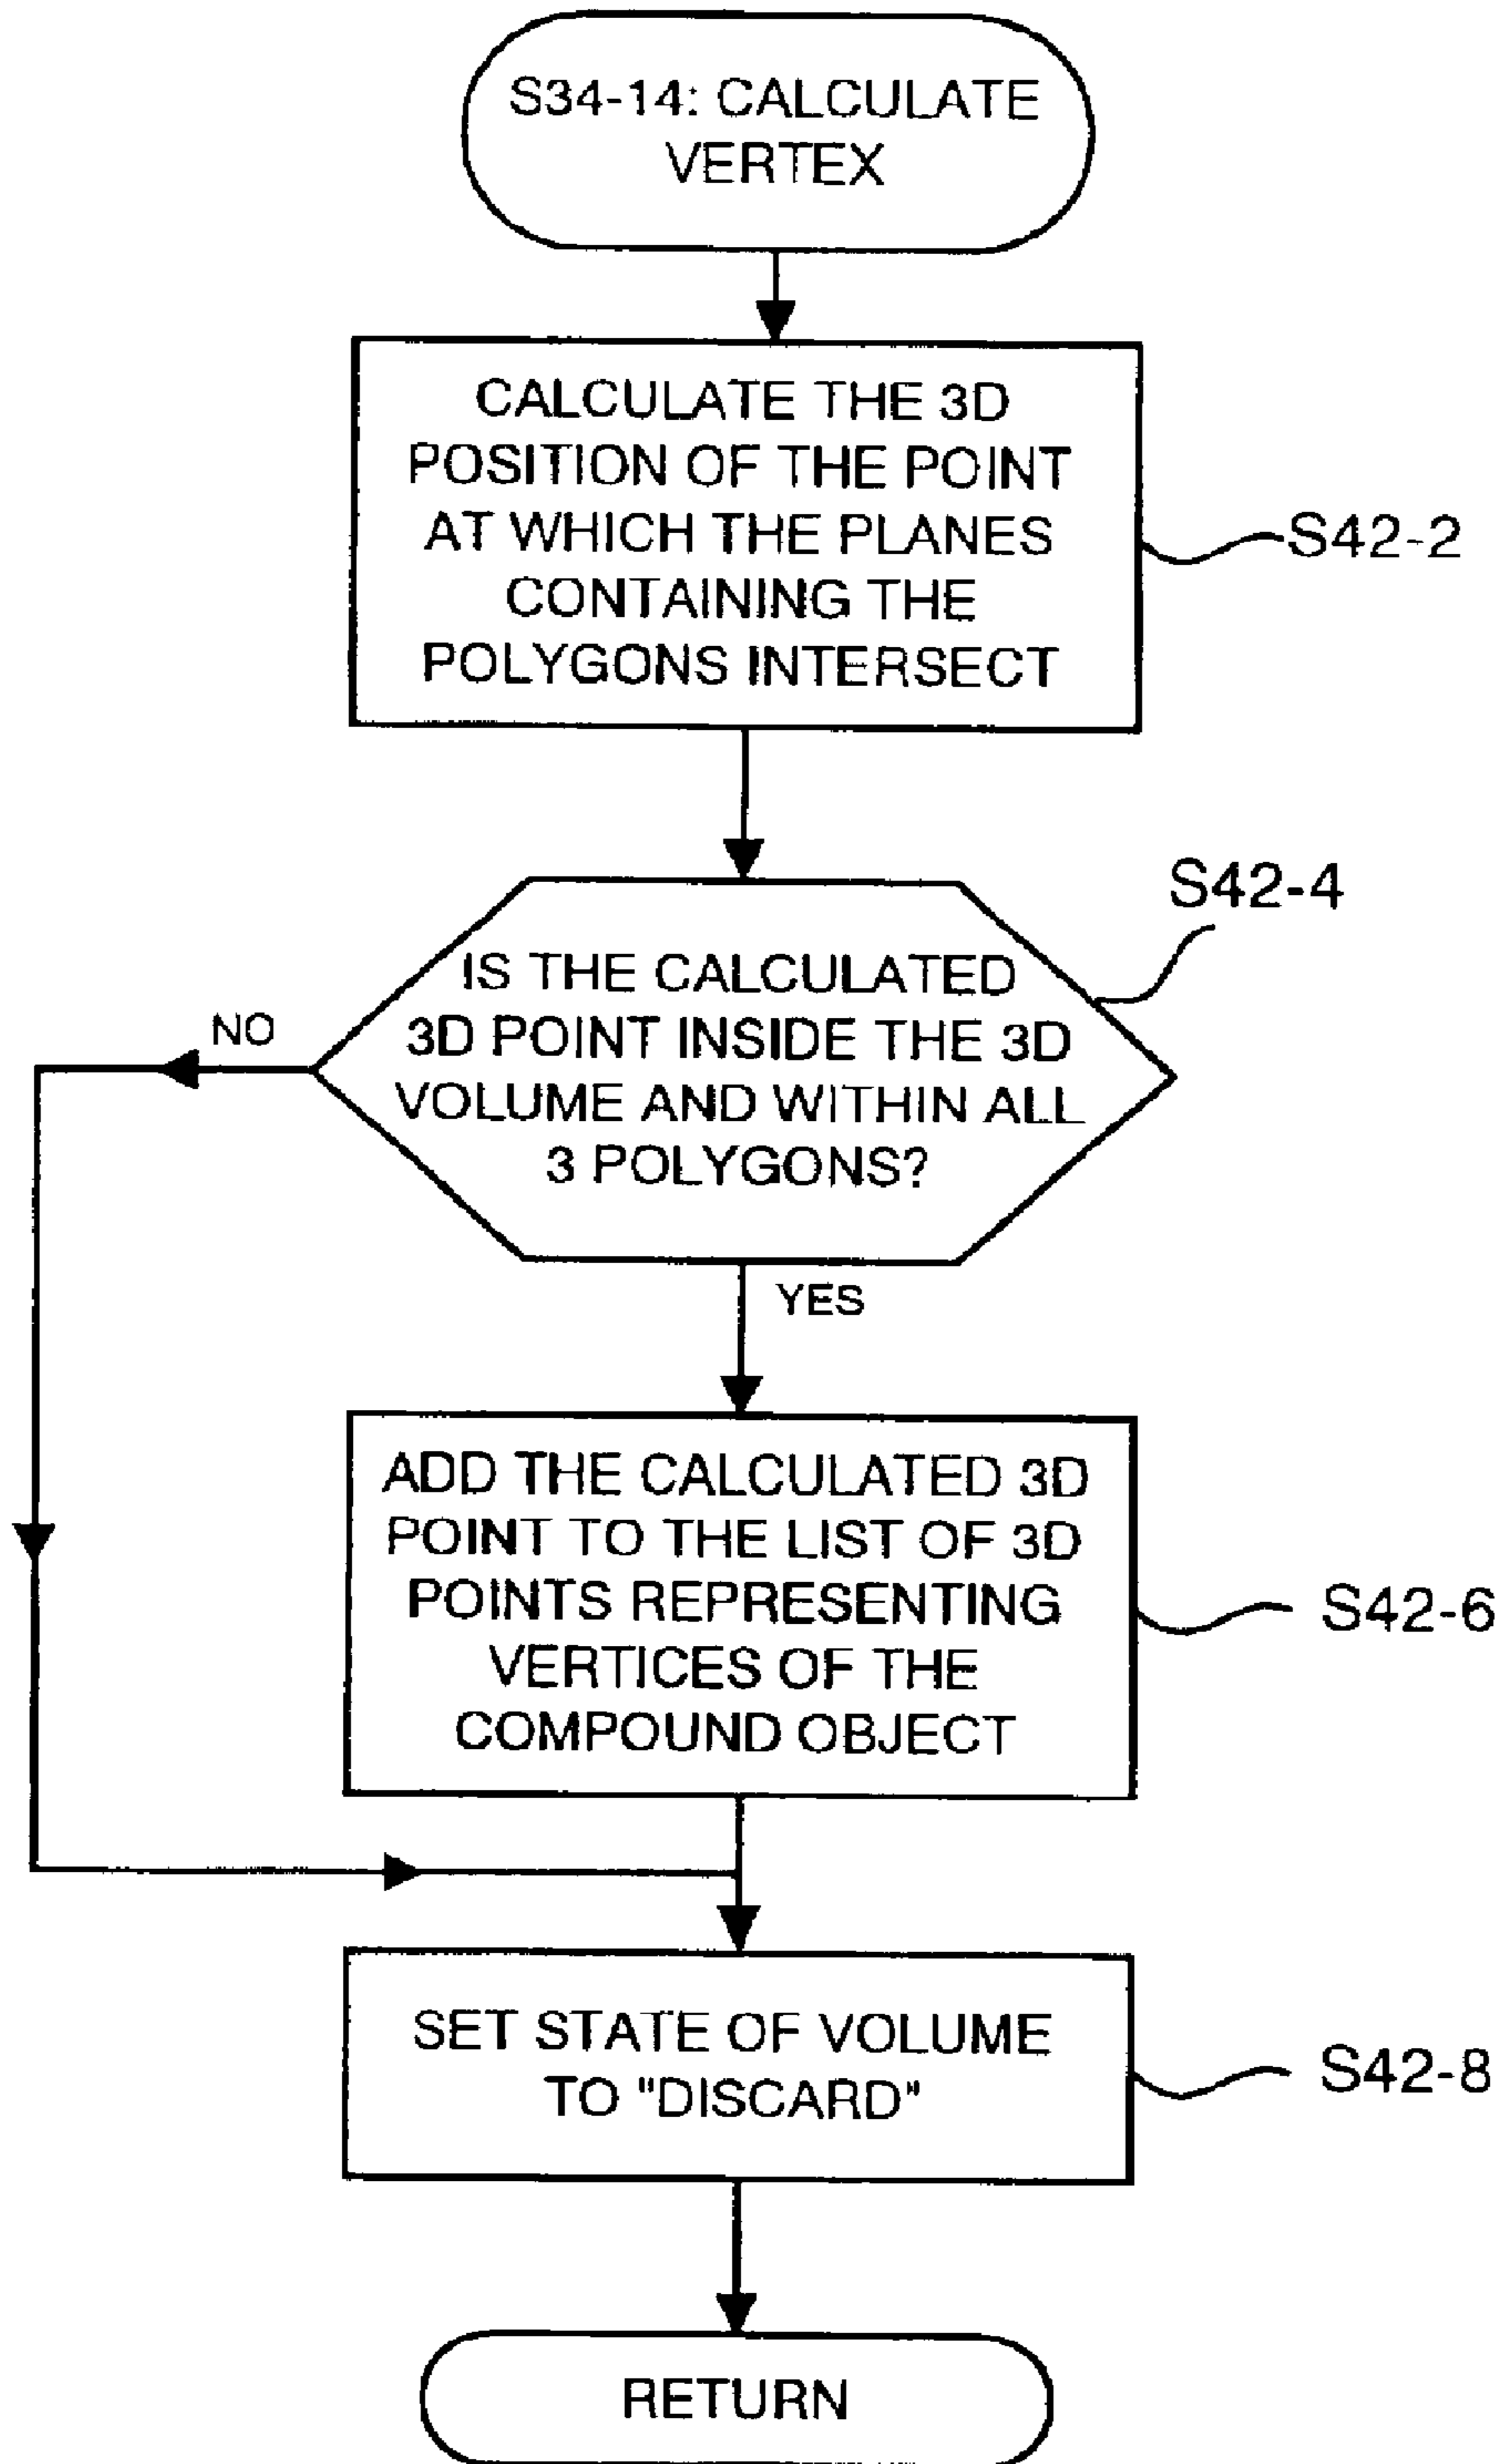 S34-14: CALCULATE
VERTEX
CALCULATE THE 3D
POSITION OF THE POINT
AT WHICH THE PLANES
CONTAINING THE
POLYGONS INTERSECT
S42-2
S42-4
IS THE CALCULATED
3D POINT INSIDE THE 3D
VOLUME AND WITHIN ALL
3 POLYGONS?
NO
YES
ADD THE CALCULATED 3D
POINT TO THE LIST OF 3D
POINTS REPRESENTING
VERTICES OF THE
COMPOUND OBJECT
S42-6
SET STATE OF VOLUME
TO "DISCARD"
S42-8
RETURN